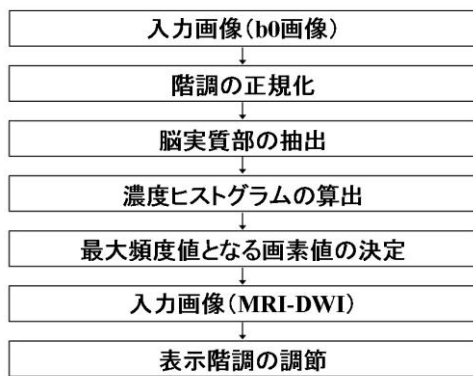 入力画像（b0画像）
階調の正規化
脳実質部の抽出
濃度ヒストグラムの算出
最大頻度値となる画素値の決定
入力画像（MRI-DWI）
表示階調の調節